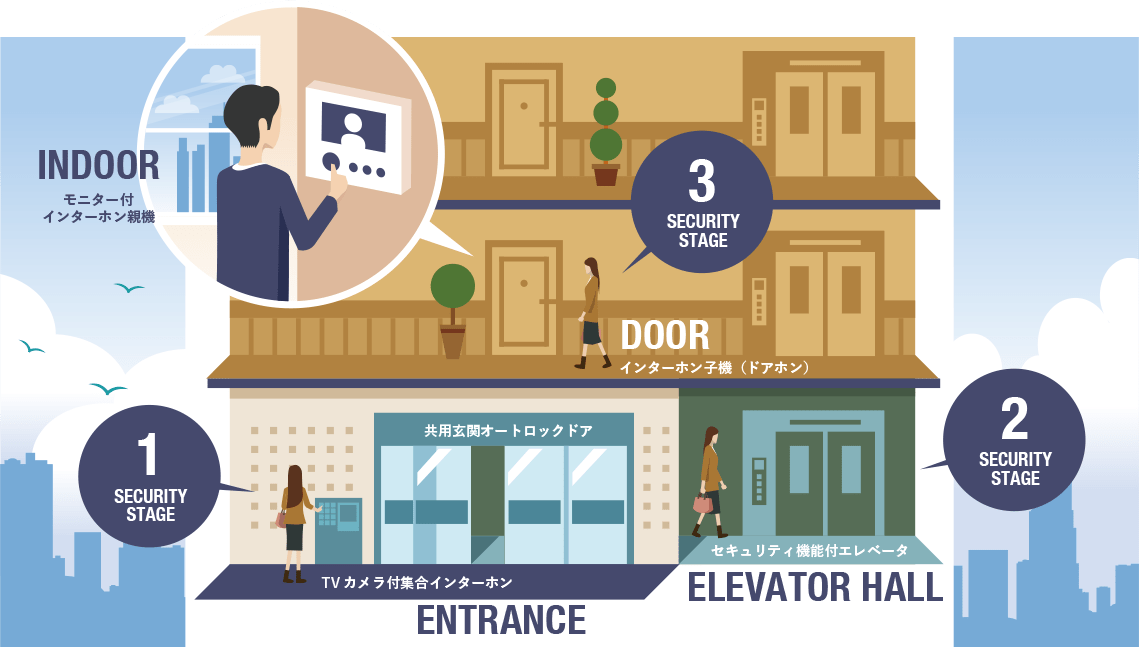 INDOOR
モニター付
インターホン親機
3
SECURITY
STAGE
DOOR
インターホン子機（ドアホン）
1
SECURITY
STAGE
共用玄関オートロックドア
2
SECURITY
STAGE
セキュリティ機能付エレベータ
TVカメラ付集合インターホン
ELEVATOR HALL
ENTRANCE